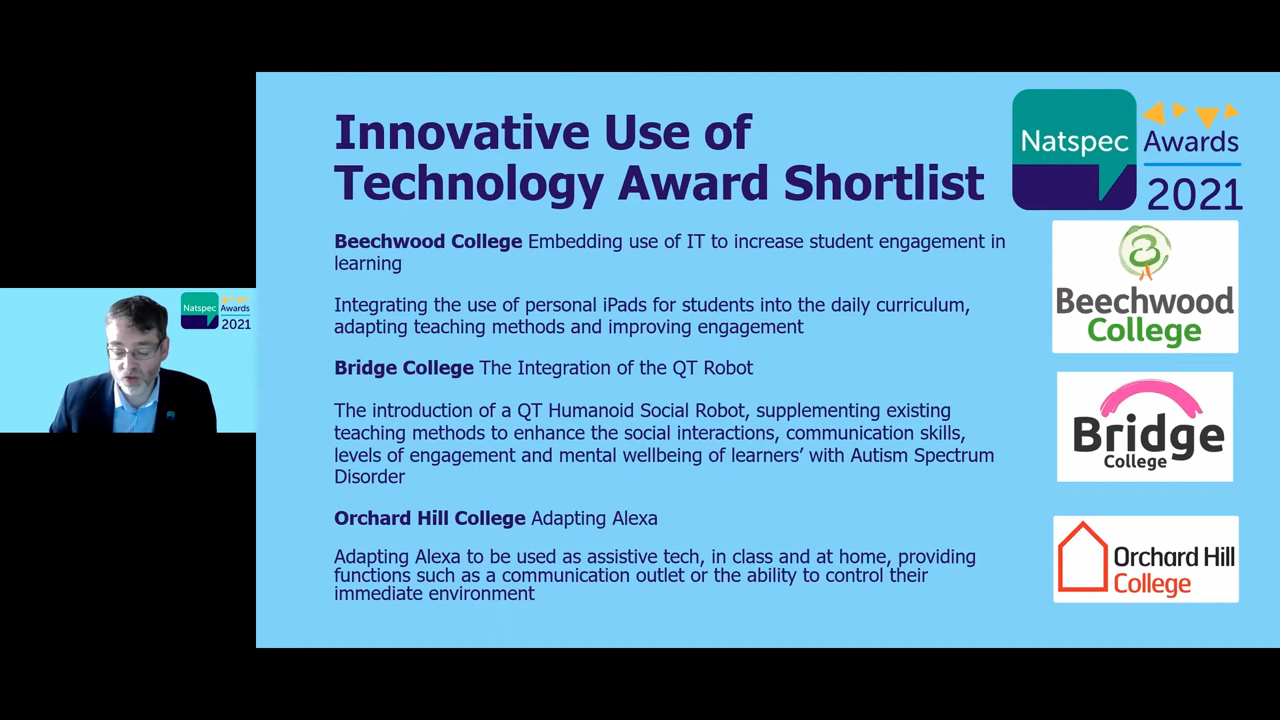 Innovative Use of
Technology Award Shortlist
Natspec
Awards
2021
Beechwood College Embedding use of IT to increase student engagement in
learning
Integrating the use of personal iPads for students into the daily curriculum,
adapting teaching methods and improving engagement
Bridge College The Integration of the QT Robot
The introduction of a QT Humanoid Social Robot, supplementing existing
teaching methods to enhance the social interactions, communication skills,
levels of engagement and mental wellbeing of learners’ with Autism Spectrum
Disorder
Orchard Hill College Adapting Alexa
Adapting Alexa to be used as assistive tech, in class and at home, providing
functions such as a communication outlet or the ability to control their
immediate environment
Beechwood
College
Bridge
College
Orchard Hill
College
Natspec
Awards
2021